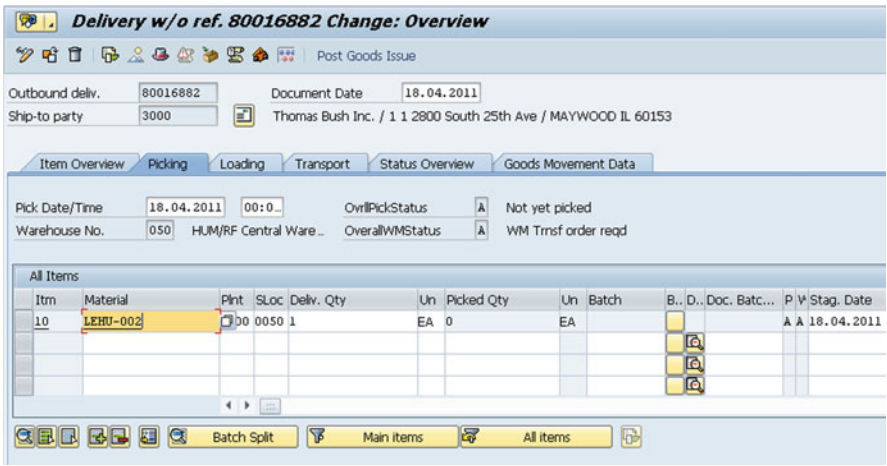 Delivery w/o ref. 80016882 Change: Overview
Post Goods Issue
Outbound deliv. 80016882 Document Date 18.04.2011
Ship-to party 3000 Thomas Bush Inc. / 1 1 2800 South 25th Ave / MAYWOOD IL 60153
Item Overview Picking Loading Transport Status Overview Goods Movement Data
Pick Date/Time 18.04.2011 00:0… OvrllPickStatus A Not yet picked
Warehouse No. 050 HUM/RF Central Ware… OverallWMStatus A WM Trnsf order reqd
All Items
Itm Material Plnt SLoc Deliv. Qty Un Picked Qty Un Batch B.. D.. Doc. Batc... P W Stag. Date
10 LEHU-002 00 0050 1 EA 0 EA A A 18.04.2011
Batch Split Main items All items